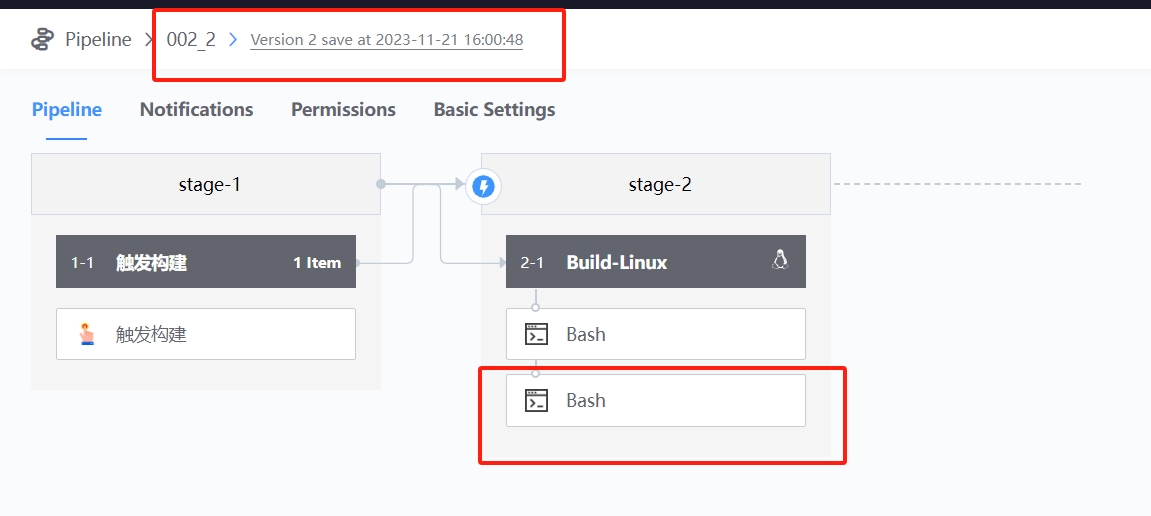 Pipeline 002_2 Version 2 save at 2023-11-21 16:00:48
Pipeline Notifications Permissions Basic Settings
stage-1
1-1 触发构建 1 Item
触发构建
stage-2
2-1 Build-Linux
Bash
Bash